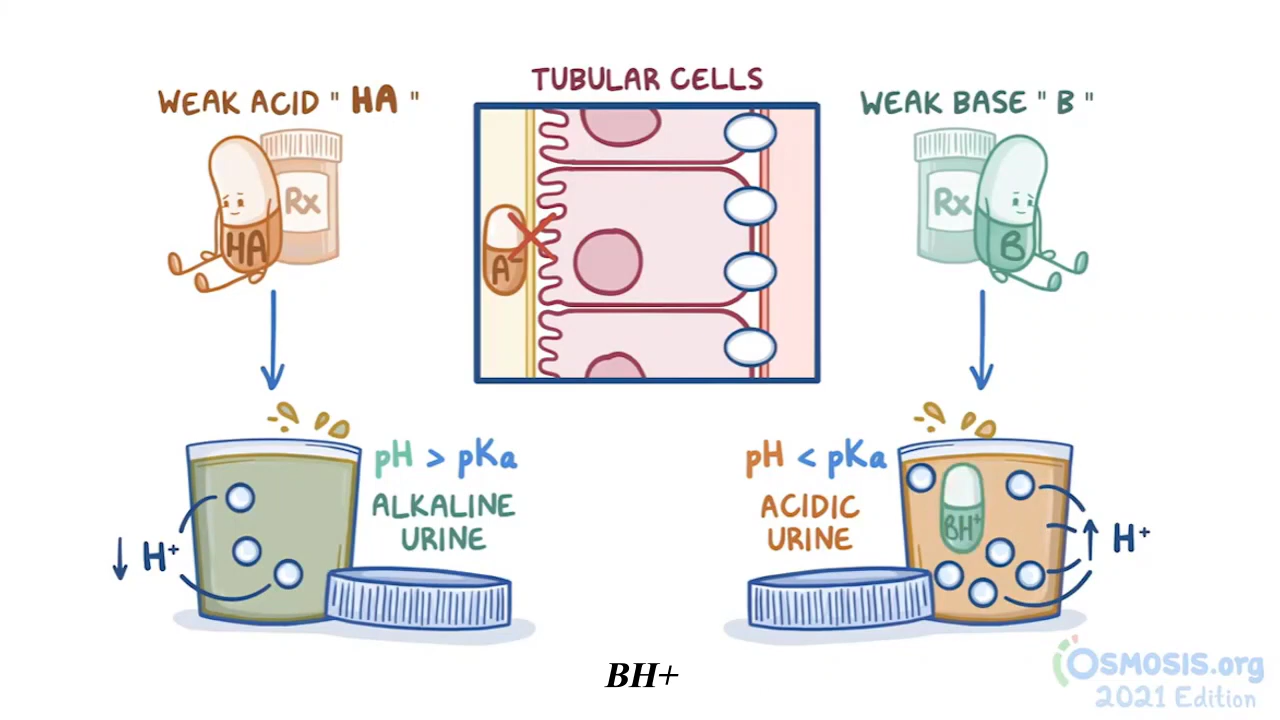 TUBULAR CELLS
WEAK ACID " HA "
WEAK BASE " B "
Rx
HA
A⁻
Rx
B
pH > pKa
ALKALINE
URINE
↓ H⁺
pH < pKa
ACIDIC
URINE
BH⁺
↑ H⁺
BH+
OSMOSIS.org
2021 Edition